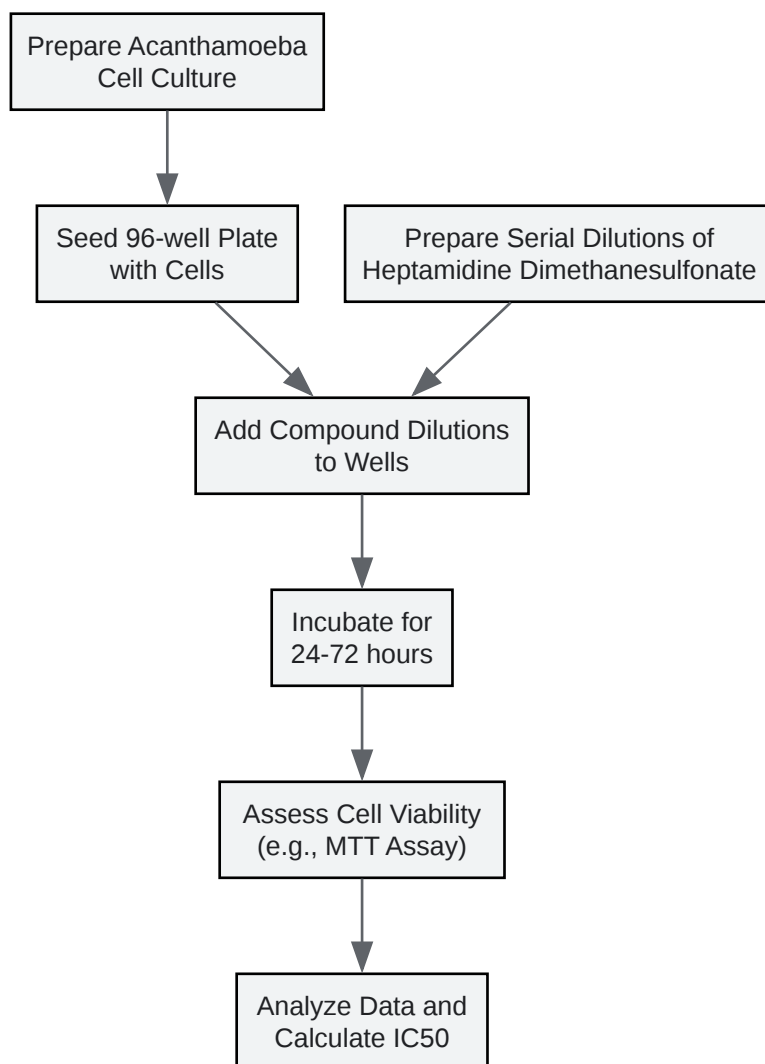 Prepare Acanthamoeba
Cell Culture
Seed 96-well Plate
with Cells
Prepare Serial Dilutions of
Heptamidine Dimethanesulfonate
Add Compound Dilutions
to Wells
Incubate for
24-72 hours
Assess Cell Viability
(e.g., MTT Assay)
Analyze Data and
Calculate IC50